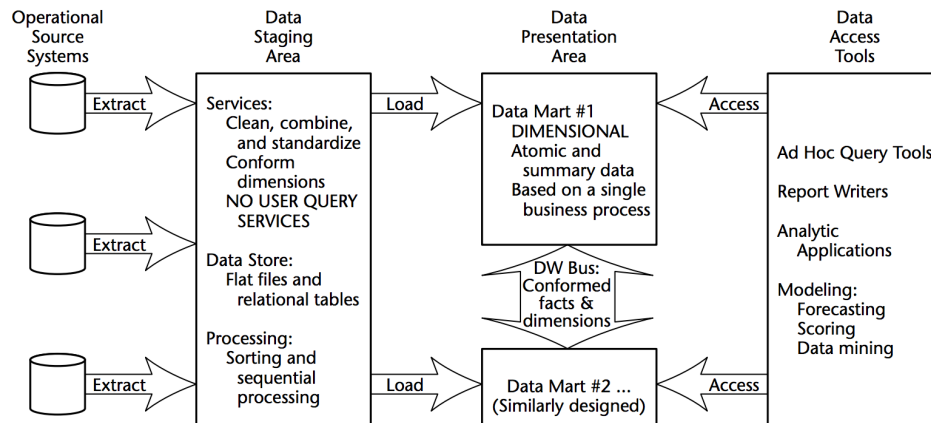 Operational
Source
Systems
Data
Staging
Area
Data
Presentation
Area
Data
Access
Tools
Extract
Extract
Extract
Services:
Clean, combine,
and standardize
Conform
dimensions
NO USER QUERY
SERVICES
Data Store:
Flat files and
relational tables
Processing:
Sorting and
sequential
processing
Load
Load
Data Mart #1
DIMENSIONAL
Atomic and
summary data
Based on a single
business process
DW Bus:
Conformed
facts &
dimensions
Data Mart #2 ...
(Similarly designed)
Access
Access
Ad Hoc Query Tools
Report Writers
Analytic
Applications
Modeling:
Forecasting
Scoring
Data mining